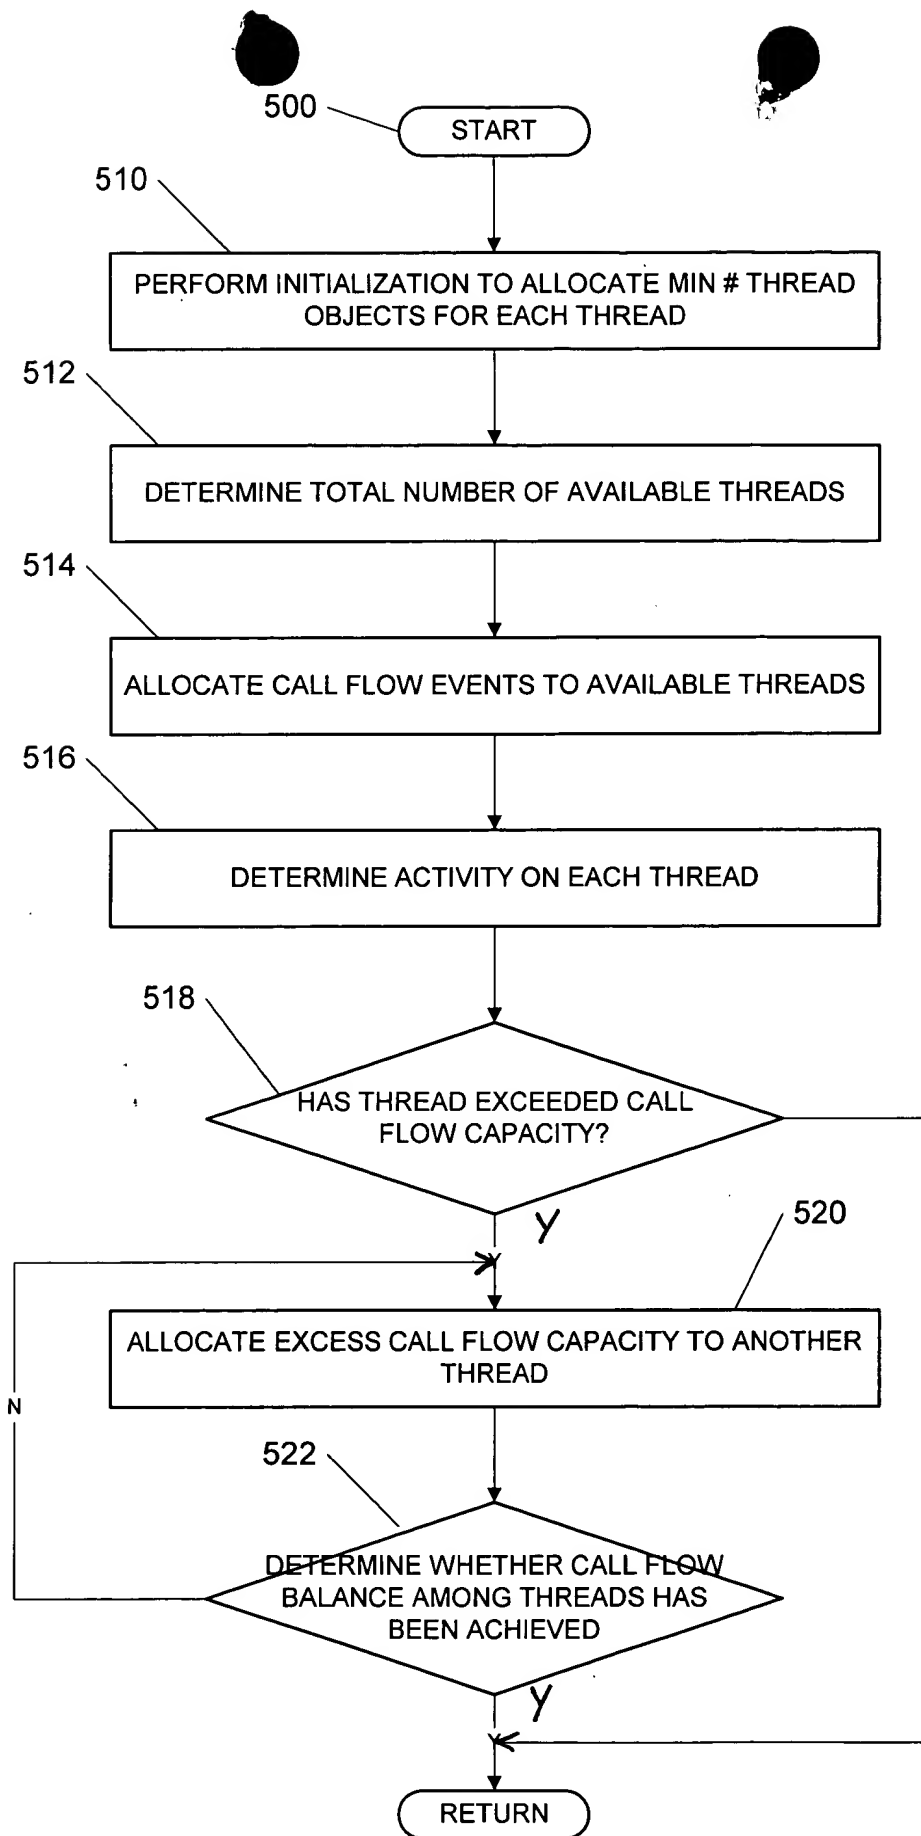 500
START
510
PERFORM INITIALIZATION TO ALLOCATE MIN # THREAD
OBJECTS FOR EACH THREAD
512
DETERMINE TOTAL NUMBER OF AVAILABLE THREADS
514
ALLOCATE CALL FLOW EVENTS TO AVAILABLE THREADS
516
DETERMINE ACTIVITY ON EACH THREAD
518
HAS THREAD EXCEEDED CALL
FLOW CAPACITY?
Y
Y
520
ALLOCATE EXCESS CALL FLOW CAPACITY TO ANOTHER
THREAD
N
522
DETERMINE WHETHER CALL FLOW
BALANCE AMONG THREADS HAS
BEEN ACHIEVED
Y
Y
RETURN